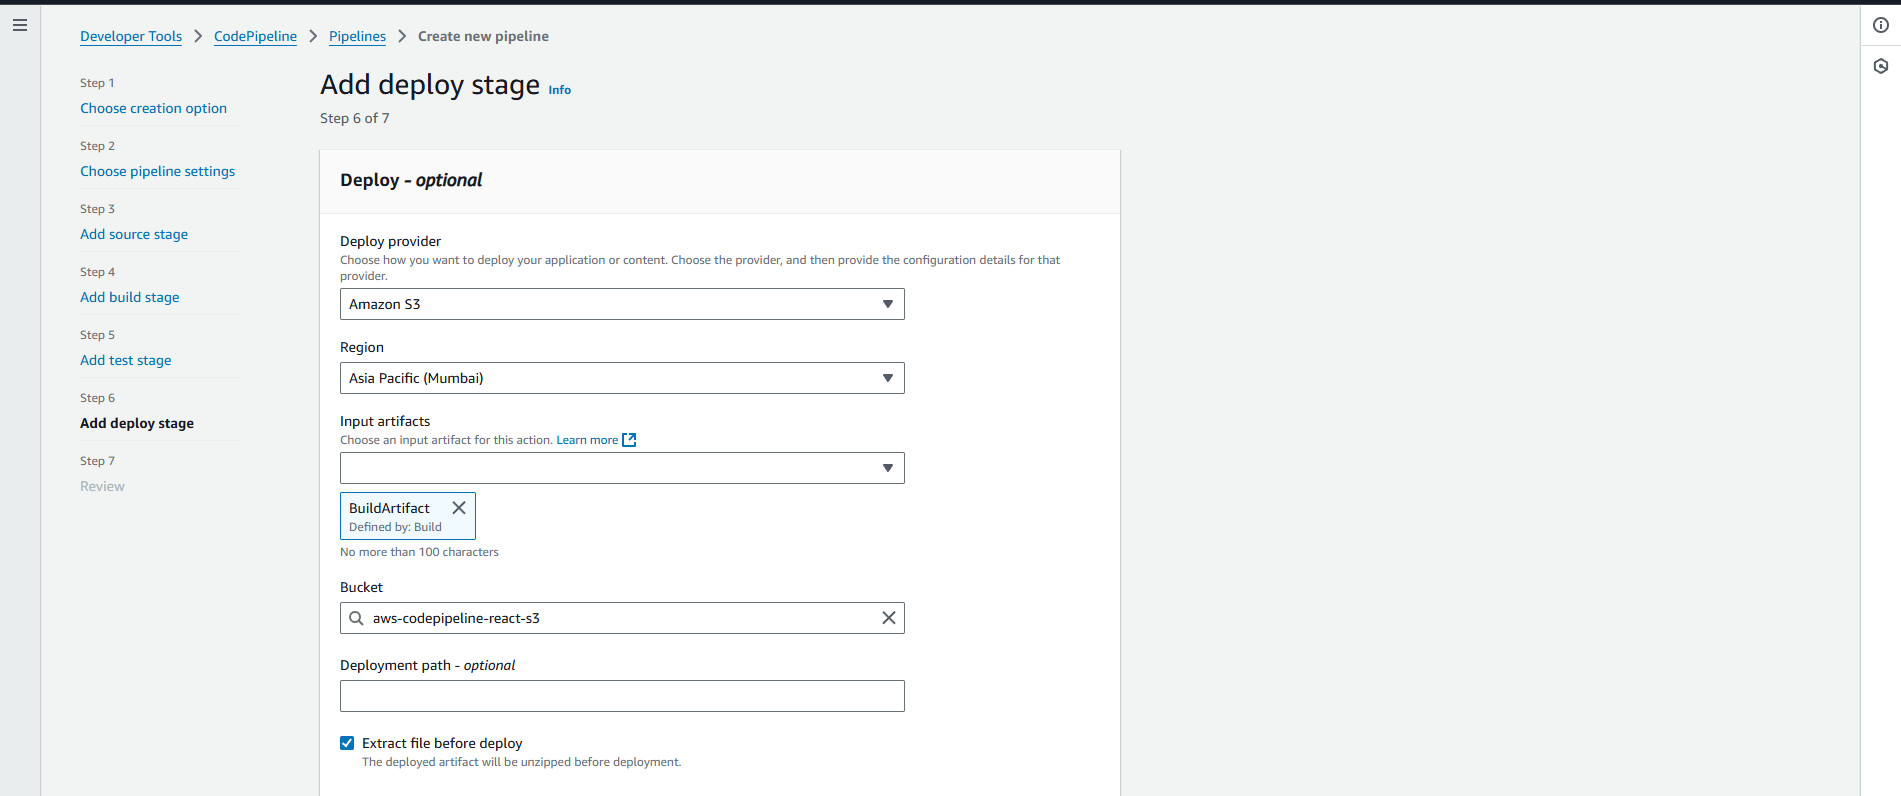 Developer Tools > CodePipeline > Pipelines > Create new pipeline
Step 1
Choose creation option
Step 2
Choose pipeline settings
Step 3
Add source stage
Step 4
Add build stage
Step 5
Add test stage
Step 6
Add deploy stage
Step 7
Review
Add deploy stage Info
Step 6 of 7
Deploy - optional
Deploy provider
Choose how you want to deploy your application or content. Choose the provider, and then provide the configuration details for that
provider.
Amazon S3
Region
Asia Pacific (Mumbai)
Input artifacts
Choose an input artifact for this action. Learn more
BuildArtifact
Defined by: Build
No more than 100 characters
Bucket
aws-codepipeline-react-s3
Deployment path - optional
Extract file before deploy
The deployed artifact will be unzipped before deployment.